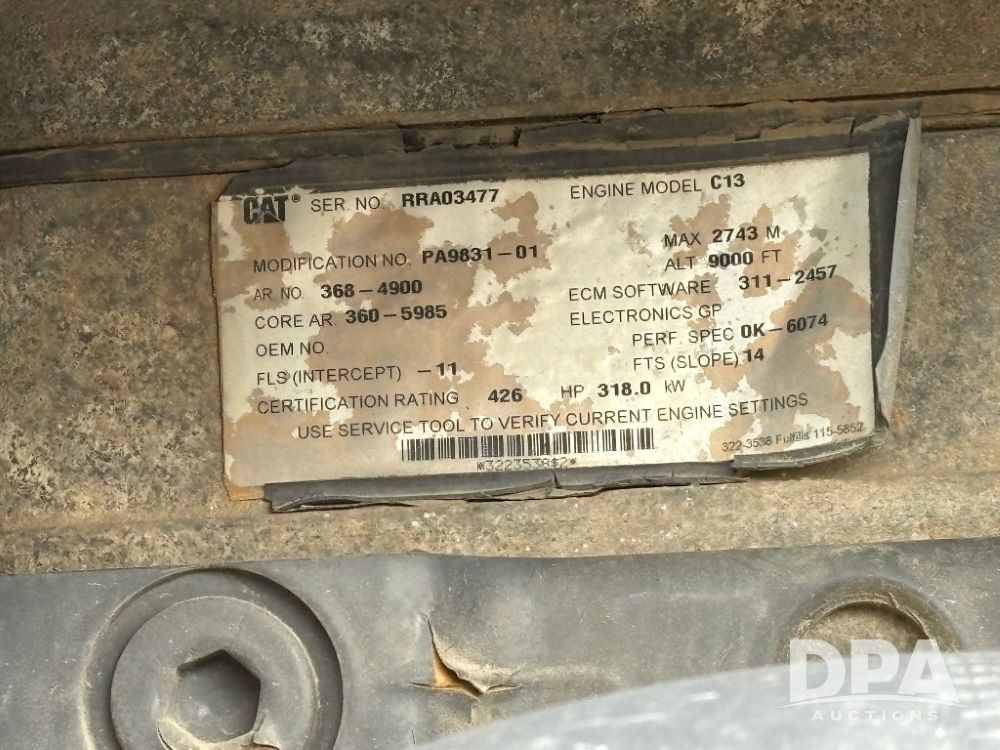 CAT® SER. NO. RRA03477 ENGINE MODEL C13
MODIFICATION NO. PA9831-01 MAX 2743 M
AR. NO. 368-4900 ALT 9000 FT
CORE AR. 360-5985 ECM SOFTWARE 311-2457
OEM NO. ELECTRONICS GP
FLS (INTERCEPT) -11 PERF. SPEC 0K-6074
FTS (SLOPE) 14
CERTIFICATION RATING 426 HP 318.0 kW
USE SERVICE TOOL TO VERIFY CURRENT ENGINE SETTINGS
*322353862*
322-3538 Fulfills 115-5852
DPA
AUCTIONS